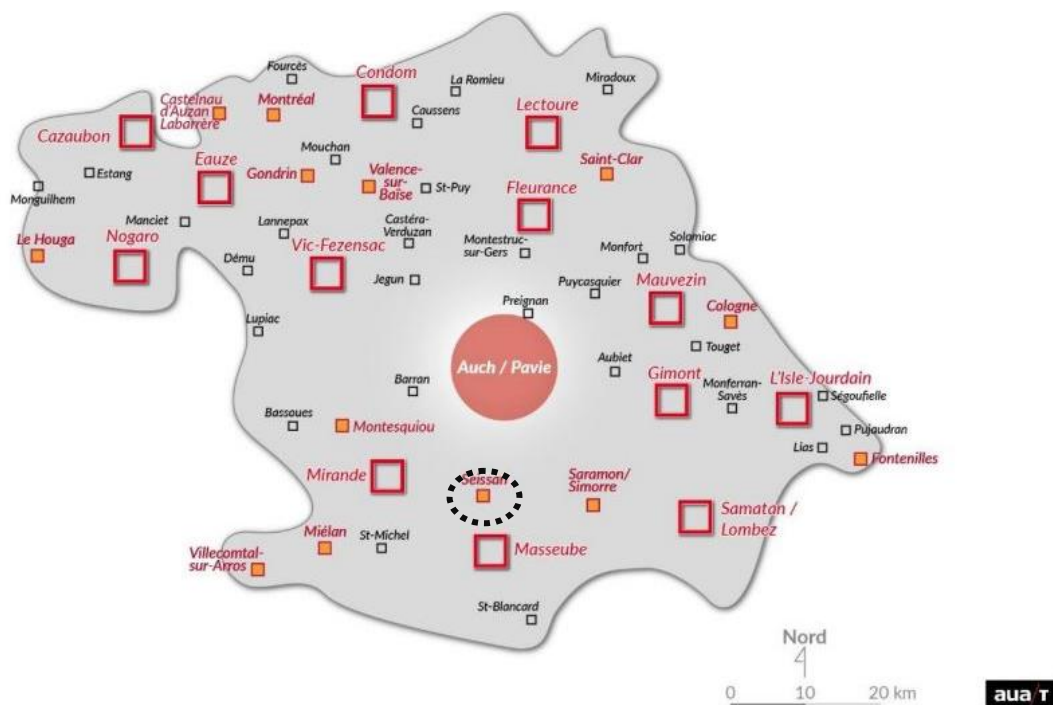 Fourcès
Condom
La Romieu
Miradoux
Castelnau
d'Auzan
Labarrère
Montréal
Caussens
Lectoure
Cazaubon
Mouchan
Eauze
Gondrin
Valence-
sur-
Baïse
St-Puy
Saint-Clar
Estang
Monguilhem
Fleurance
Manciet
Lannepax
Castéra-
Verduzan
Le Houga
Nogaro
Vic-Fezensac
Montestruc-
sur-Gers
Monfort
Solomiac
Dému
Jegun
Puycasquier
Mauvezin
Cologne
Preignan
Lupiac
Touget
Auch / Pavie
Aubiet
Gimont
L'Isle-Jourdain
Barran
Monferran-
Savès
Ségoufielle
Bassoues
Montesquiou
Pujaudran
Lias
Fontenilles
Mirande
Seissan
Saramon/
Simorre
Samatan /
Lombez
Miélan
St-Michel
Masseube
Villecomtal-
sur-Arros
St-Blancard
Nord
0 10 20 km
aua/T